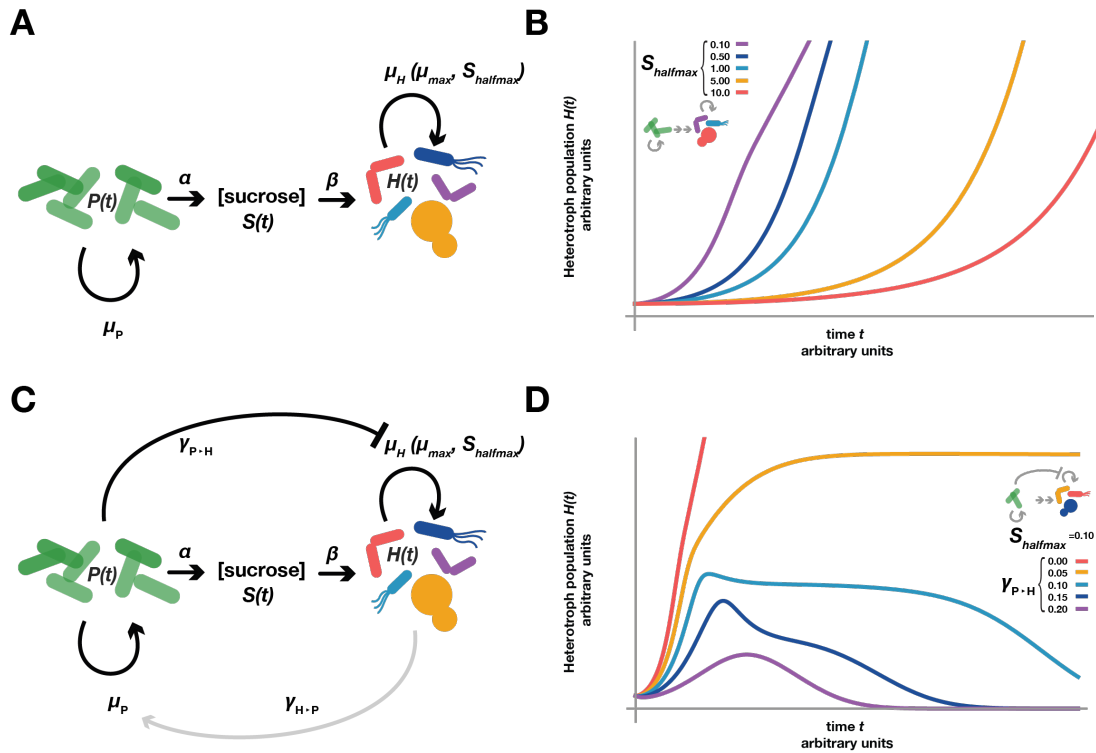 A
μH (μmax, Shalfmax)
P(t)
α
[sucrose]
S(t)
β
H(t)
μP
B
Heterotroph population H(t)
arbitrary units
Shalfmax
0.10
0.50
1.00
5.00
10.0
time t
arbitrary units
C
γP▸H
μH (μmax, Shalfmax)
P(t)
α
[sucrose]
S(t)
β
H(t)
μP
γH▸P
D
Heterotroph population H(t)
arbitrary units
Shalfmax =0.10
γP▸H
0.00
0.05
0.10
0.15
0.20
time t
arbitrary units